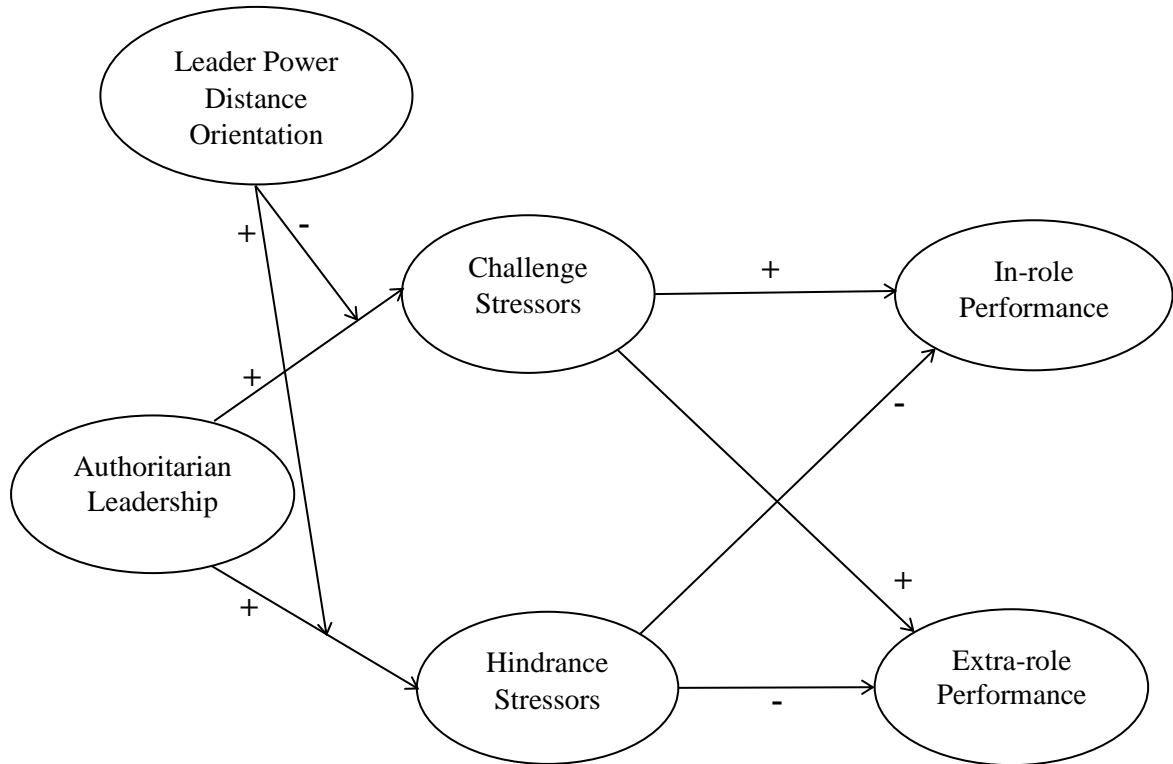 Leader Power
Distance
Orientation
+
-
Challenge
Stressors
+
In-role
Performance
+
-
Authoritarian
Leadership
+
+
Hindrance
Stressors
-
Extra-role
Performance